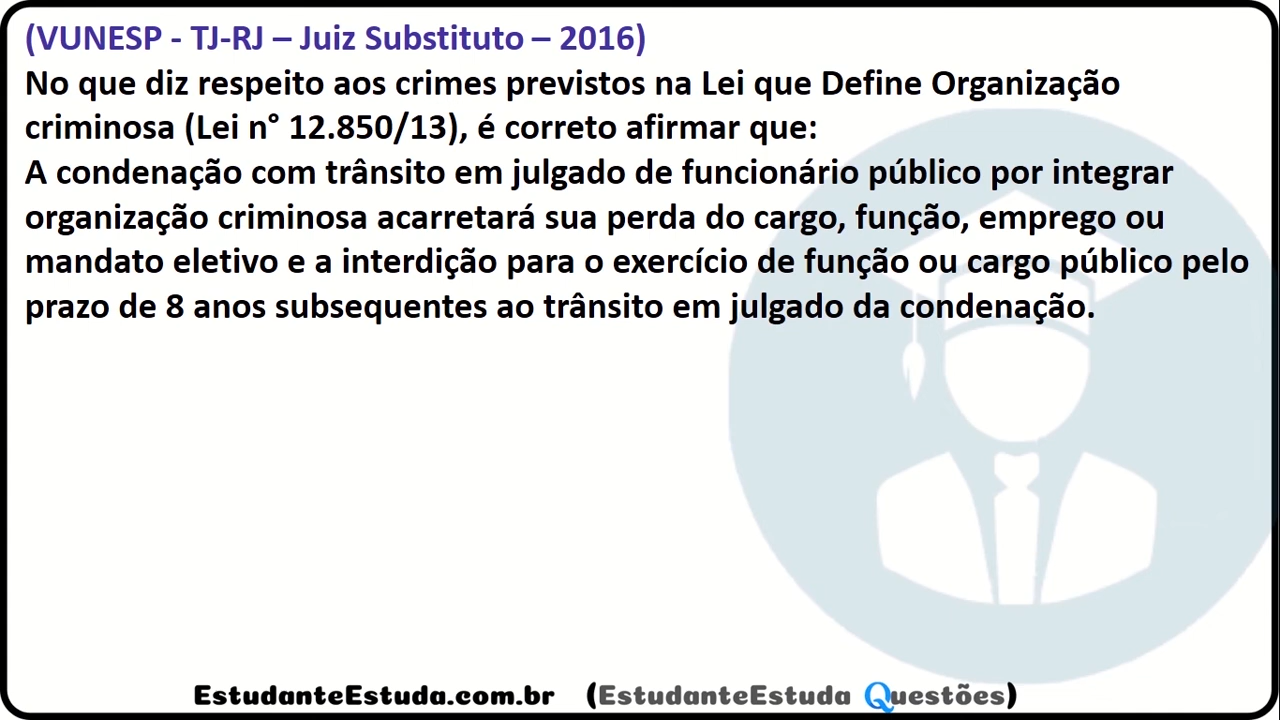 (VUNESP - TJ-RJ – Juiz Substituto – 2016)
No que diz respeito aos crimes previstos na Lei que Define Organização
criminosa (Lei n° 12.850/13), é correto afirmar que:
A condenação com trânsito em julgado de funcionário público por integrar
organização criminosa acarretará sua perda do cargo, função, emprego ou
mandato eletivo e a interdição para o exercício de função ou cargo público pelo
prazo de 8 anos subsequentes ao trânsito em julgado da condenação.
EstudanteEstuda.com.br (EstudanteEstuda Questões)